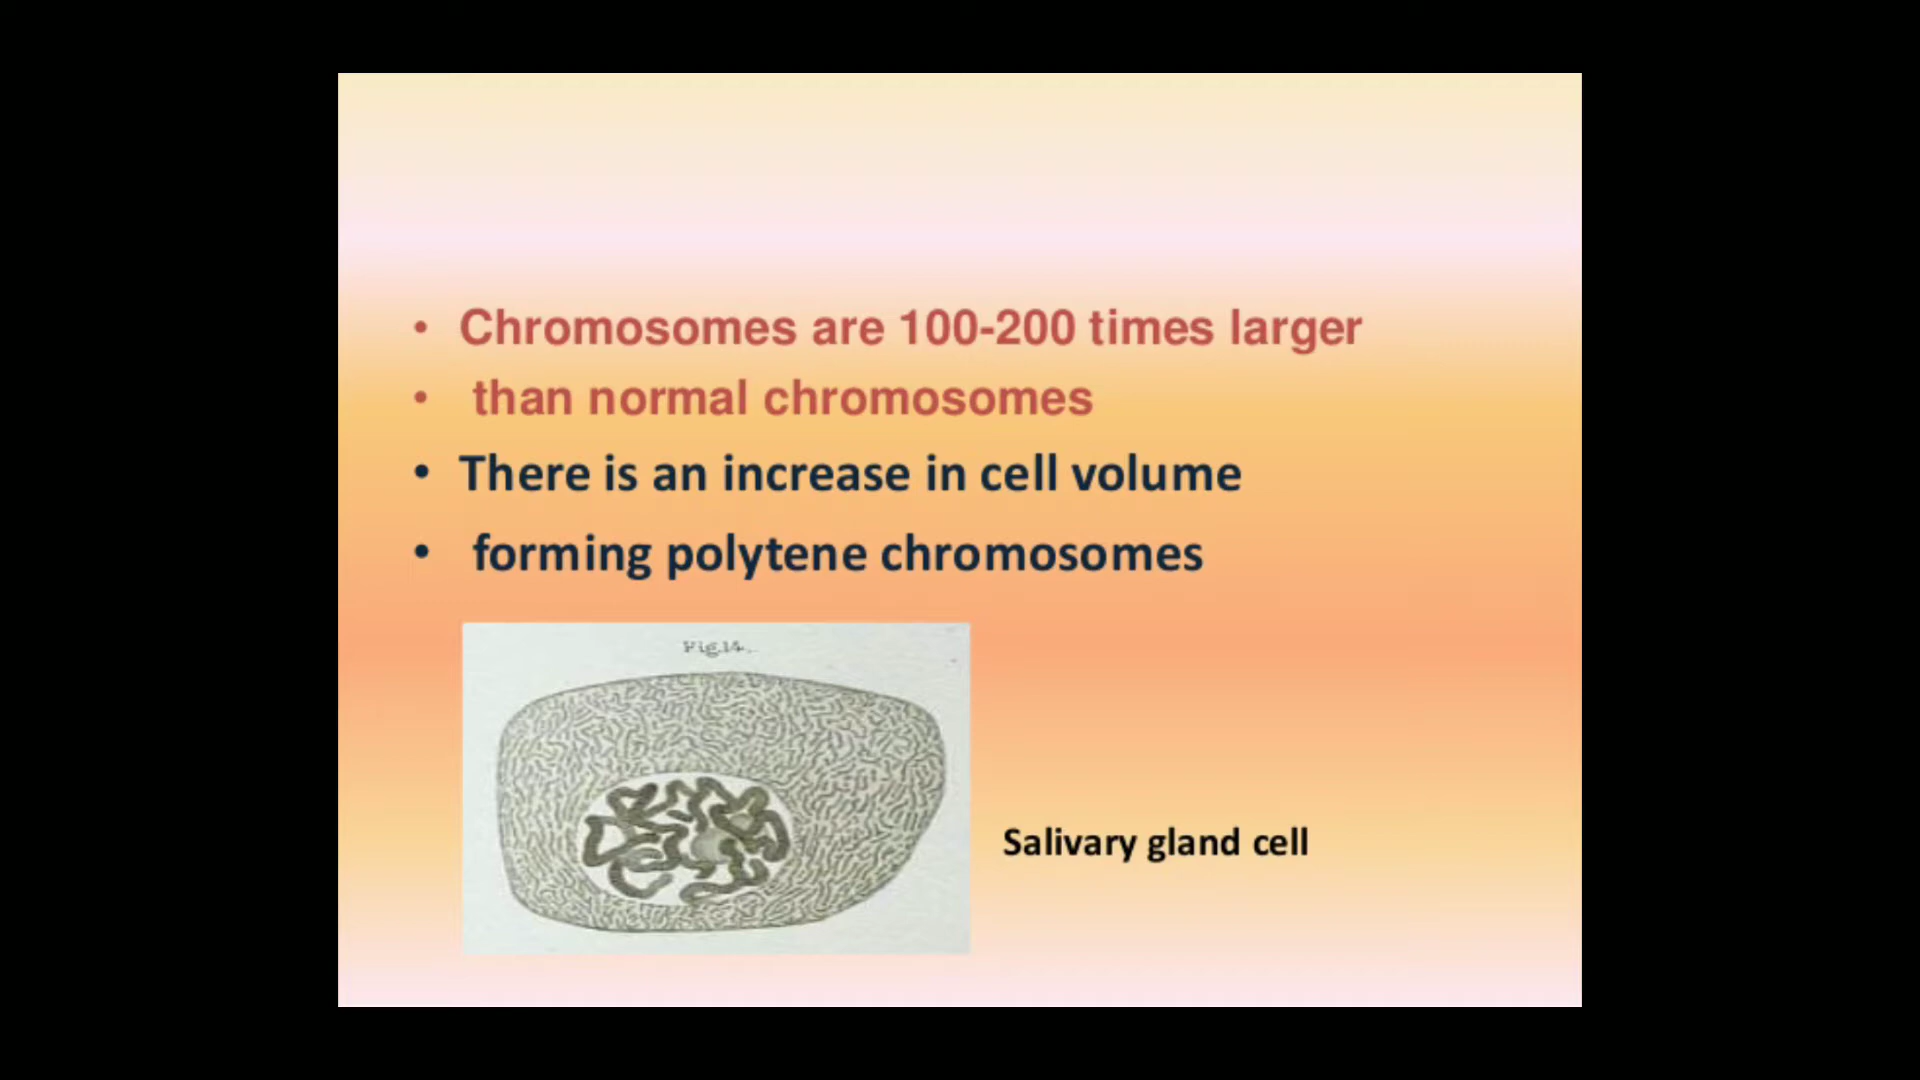 • Chromosomes are 100-200 times larger
• than normal chromosomes
• There is an increase in cell volume
• forming polytene chromosomes
Fig.14.
Salivary gland cell